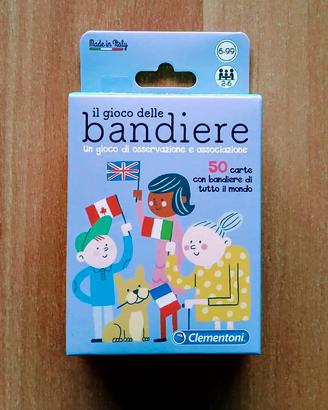 Made in Italy
6-99
2-6
il gioco delle
bandiere
Un gioco di osservazione e associazione
50 carte
con bandiere di
tutto il mondo
Clementoni